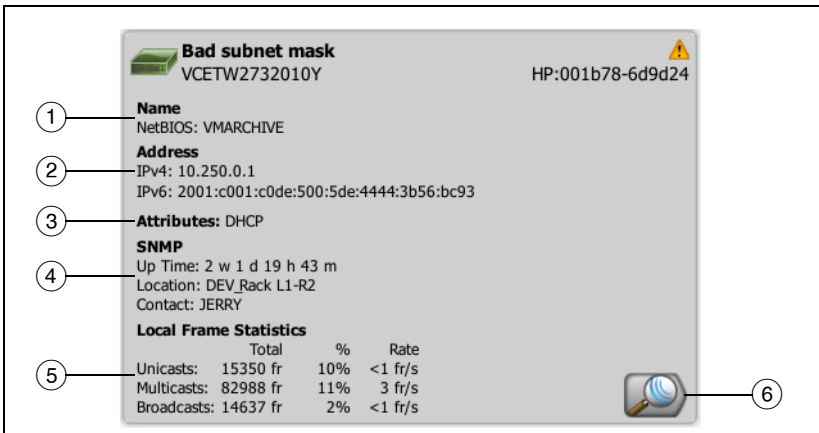 Bad subnet mask
VCETW2732010Y HP:001b78-6d9d24
1 Name
NetBIOS: VMARCHIVE
Address
2 IPv4: 10.250.0.1
IPv6: 2001:c001:c0de:500:5de:4444:3b56:bc93
3 Attributes: DHCP
SNMP
Up Time: 2 w 1 d 19 h 43 m
4 Location: DEV_Rack L1-R2
Contact: JERRY
Local Frame Statistics
Total % Rate
5 Unicasts: 15350 fr 10% <1 fr/s
Multicasts: 82988 fr 11% 3 fr/s 6
Broadcasts: 14637 fr 2% <1 fr/s